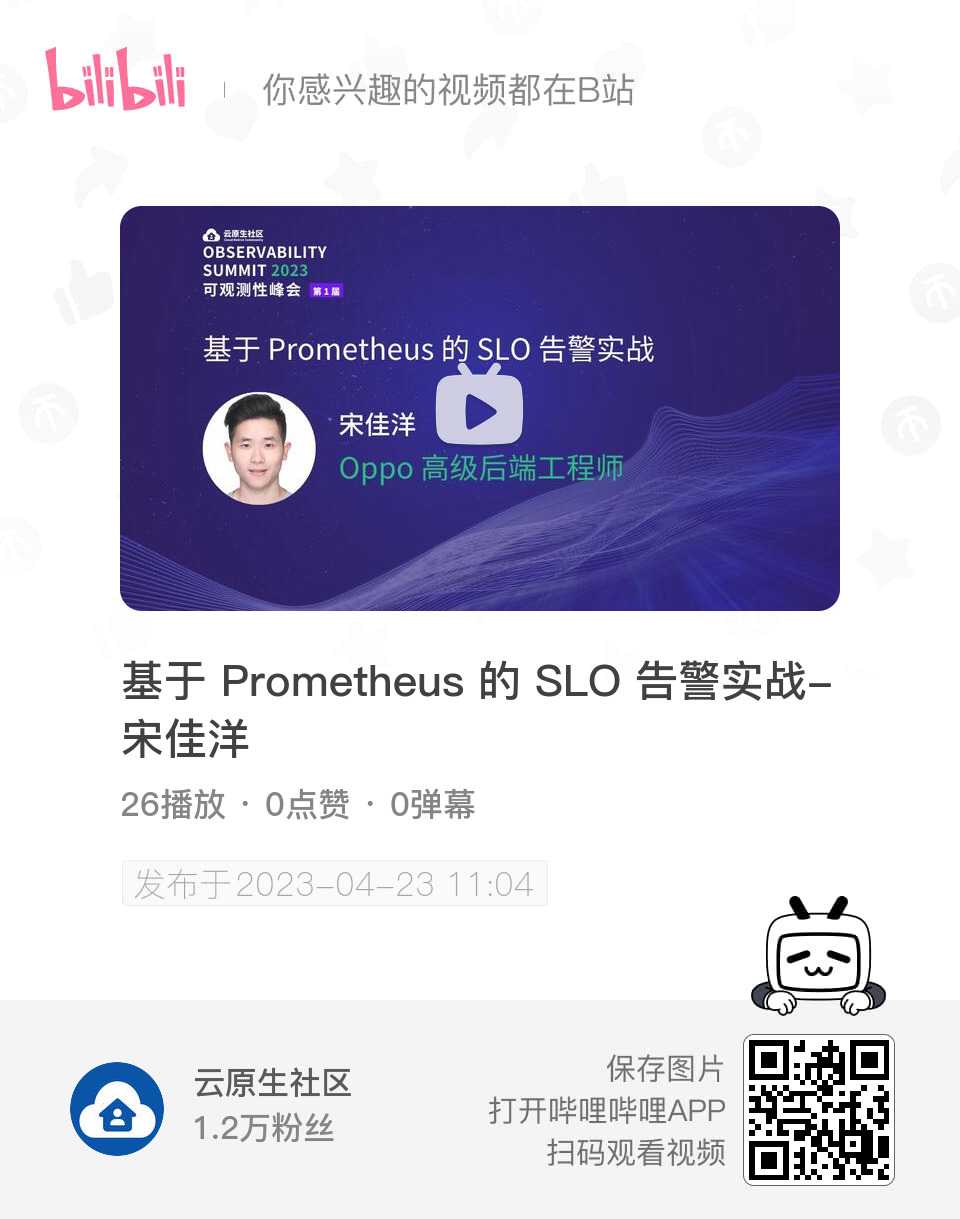 bilibili
你感兴趣的视频都在B站
云原生社区
Cloud Native Community
OBSERVABILITY
SUMMIT 2023
可观测性峰会 第1届
基于 Prometheus 的 SLO 告警实战
宋佳洋
Oppo 高级后端工程师
基于 Prometheus 的 SLO 告警实战-
宋佳洋
26播放 · 0点赞 · 0弹幕
发布于2023-04-23 11:04
云原生社区
1.2万粉丝
保存图片
打开哔哩哔哩APP
扫码观看视频